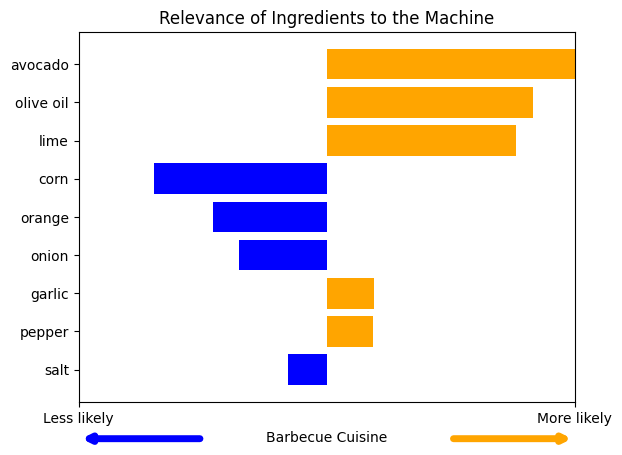 Relevance of Ingredients to the Machine
avocado
olive oil
lime
corn
orange
onion
garlic
pepper
salt
Less likely
More likely
Barbecue Cuisine